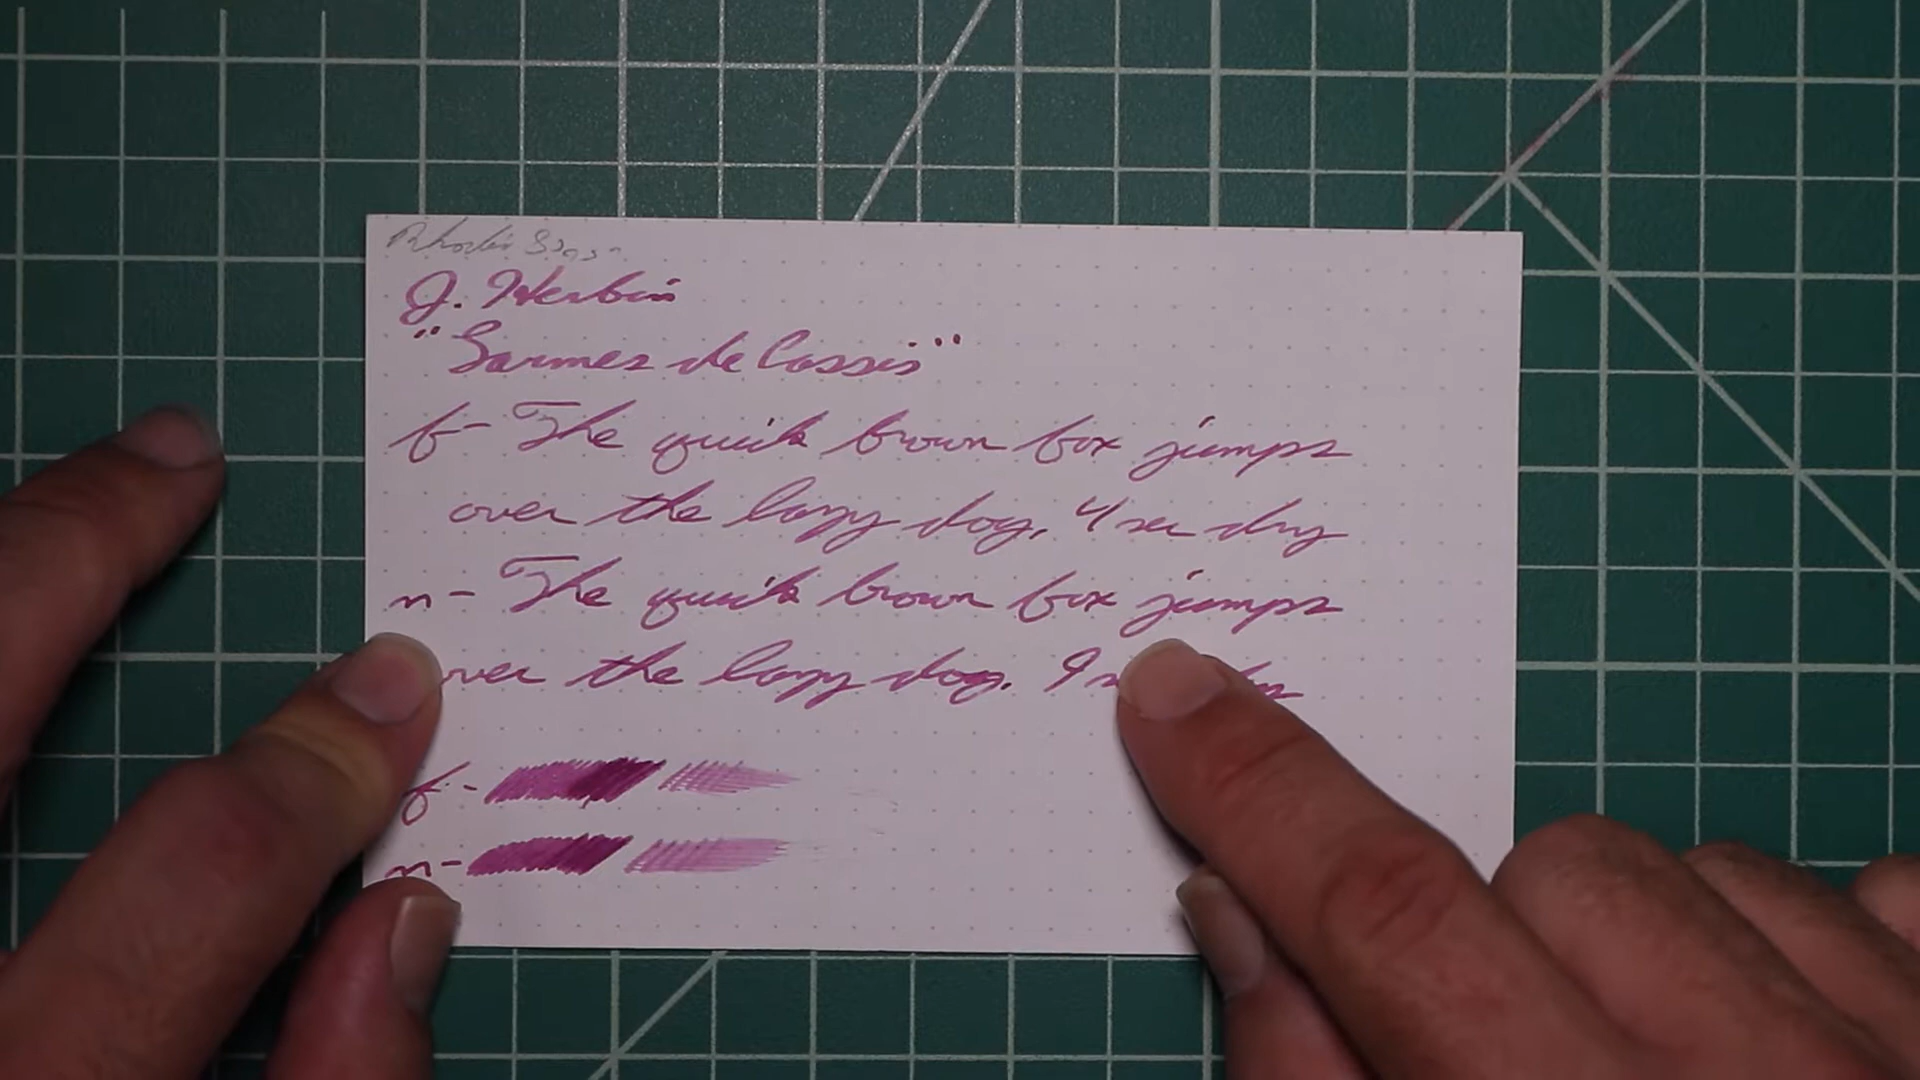 Rhodia
J. Herbin
"Larmes de Cassis"
f- The quick brown fox jumps
over the lazy dog, 4 sec dry
m- The quick brown fox jumps
over the lazy dog.
f-
m-